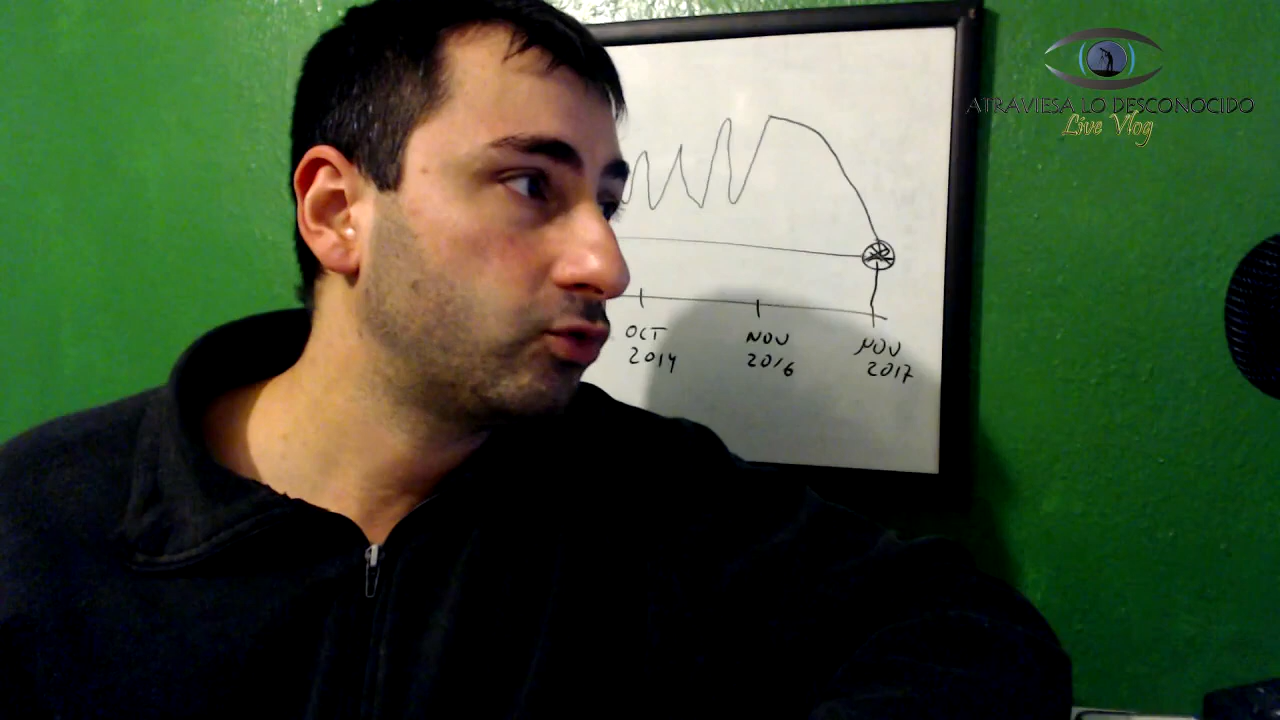 ATRAVIESA LO DESCONOCIDO
Live Vlog
OCT
2014
NOV
2016
NOV
2017